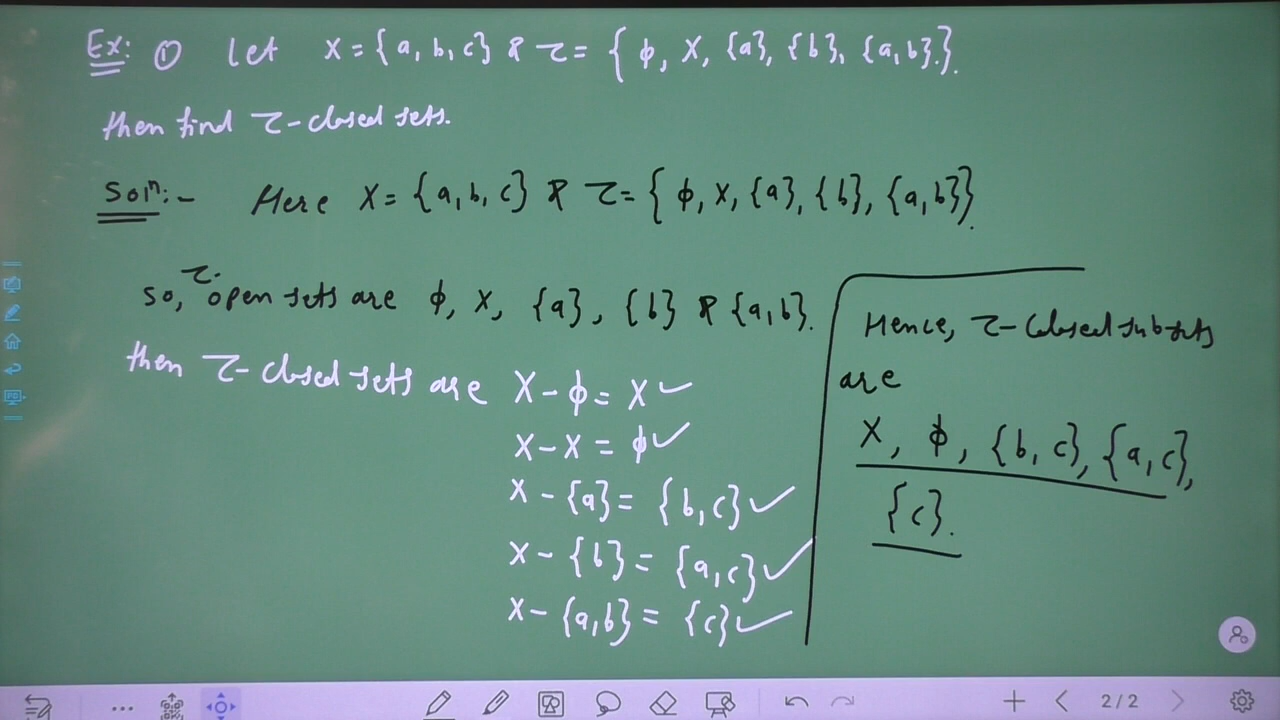 Ex: ① Let X = {a, b, c} & τ = { ϕ, X, {a}, {b}, {a, b}.}.
then find τ-closed sets.
Solⁿ:- Here X = {a, b, c} & τ = { ϕ, X, {a}, {b}, {a, b}}.
So, τ-open sets are ϕ, X, {a}, {b} & {a, b}.
then τ-closed sets are X - ϕ = X ✓
X - X = ϕ ✓
X - {a} = {b, c} ✓
X - {b} = {a, c} ✓
X - {a, b} = {c} ✓
Hence, τ-closed subsets
are
X, ϕ, {b, c}, {a, c},
{c}.
2/2